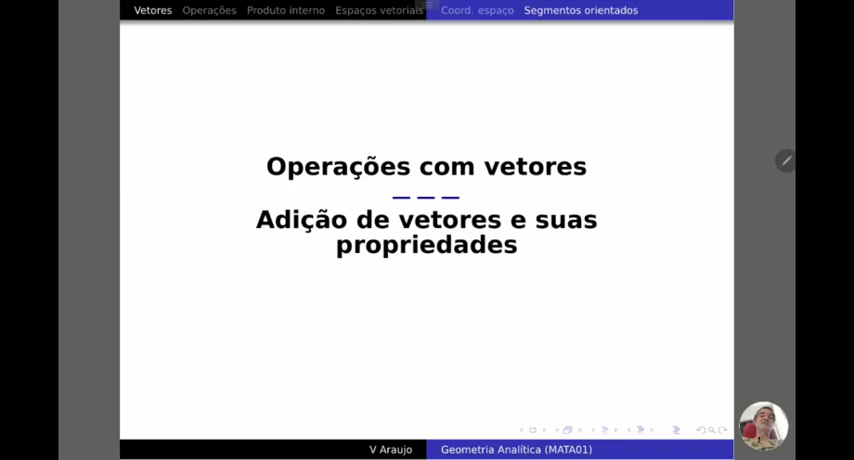 Vetores Operações Produto interno Espaços vetoriais Coord. espaço Segmentos orientados
Operações com vetores
Adição de vetores e suas
propriedades
V Araujo Geometria Analítica (MATA01)